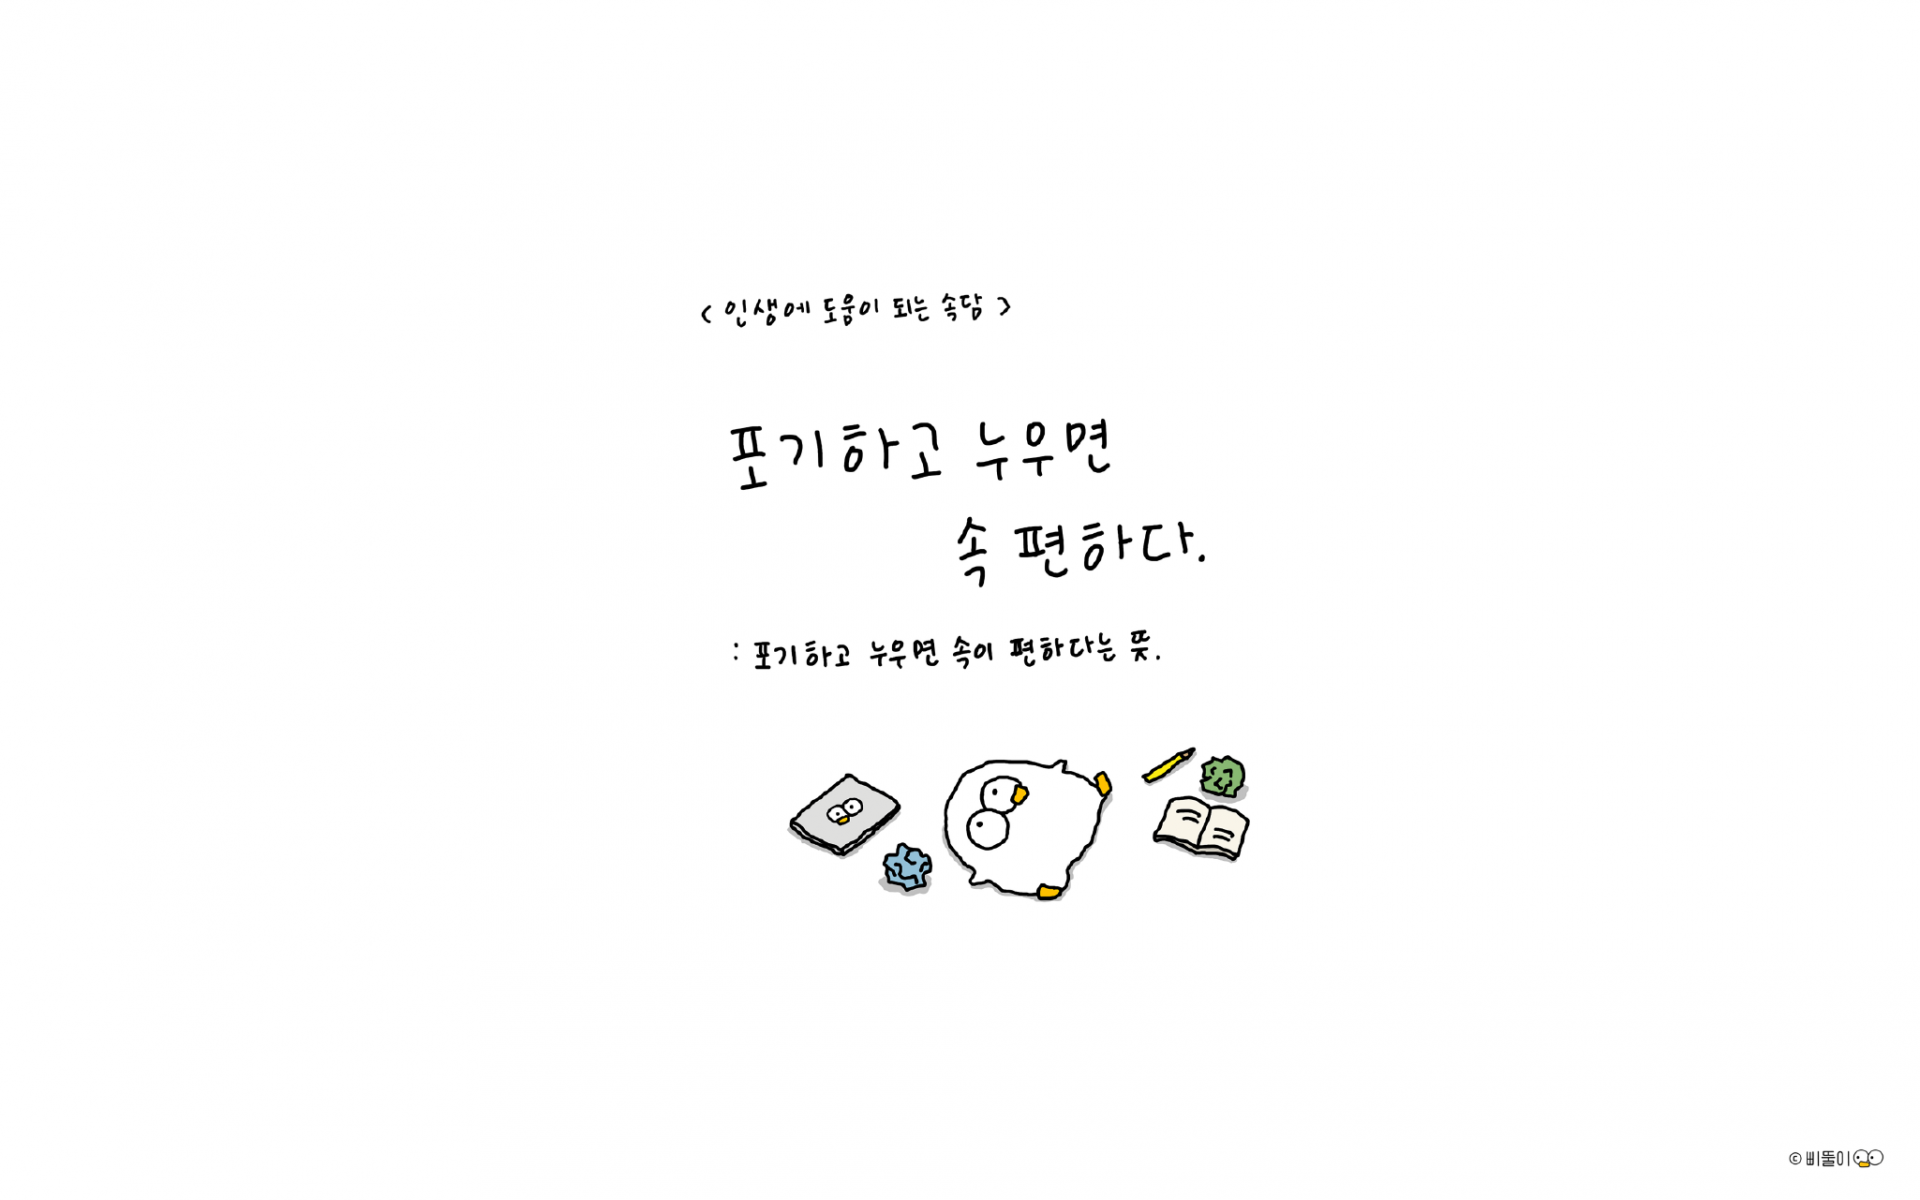 < 인생에 도움이 되는 속담 >
포기하고 누우면
속 편하다.
: 포기하고 누우면 속이 편하다는 뜻.
© 삐둘이